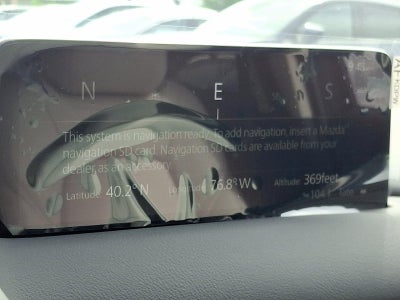 N E S
This system is navigation ready. To add navigation, insert a Mazda
navigation SD card. Navigation SD cards are available from your
dealer as an accessory.
Latitude: 40.2° N Longitude: 76.8° W Altitude: 369feet